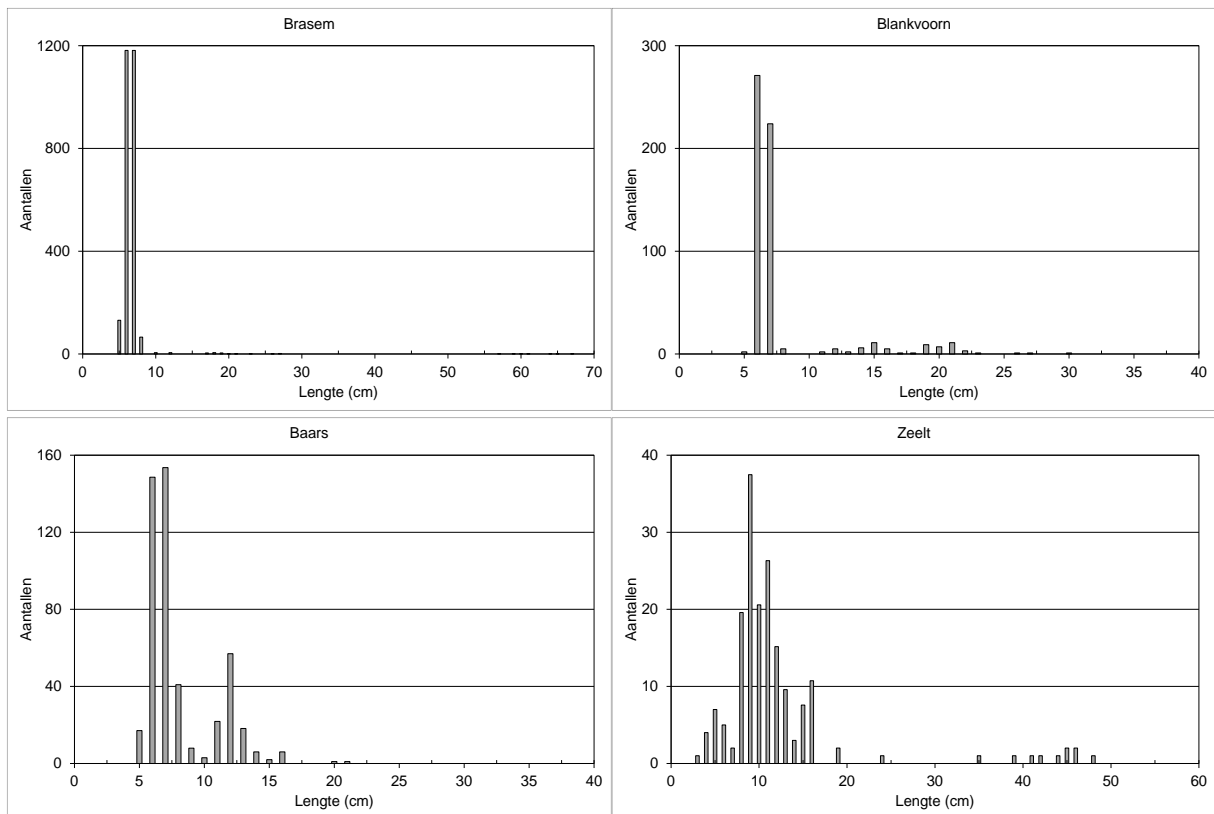 Brasem
1200
800
400
0
Aantallen
0 10 20 30 40 50 60 70
Lengte (cm)
Blankvoorn
300
200
100
0
Aantallen
0 5 10 15 20 25 30 35 40
Lengte (cm)
Baars
160
120
80
40
0
Aantallen
0 5 10 15 20 25 30 35 40
Lengte (cm)
Zeelt
40
30
20
10
0
Aantallen
0 10 20 30 40 50 60
Lengte (cm)